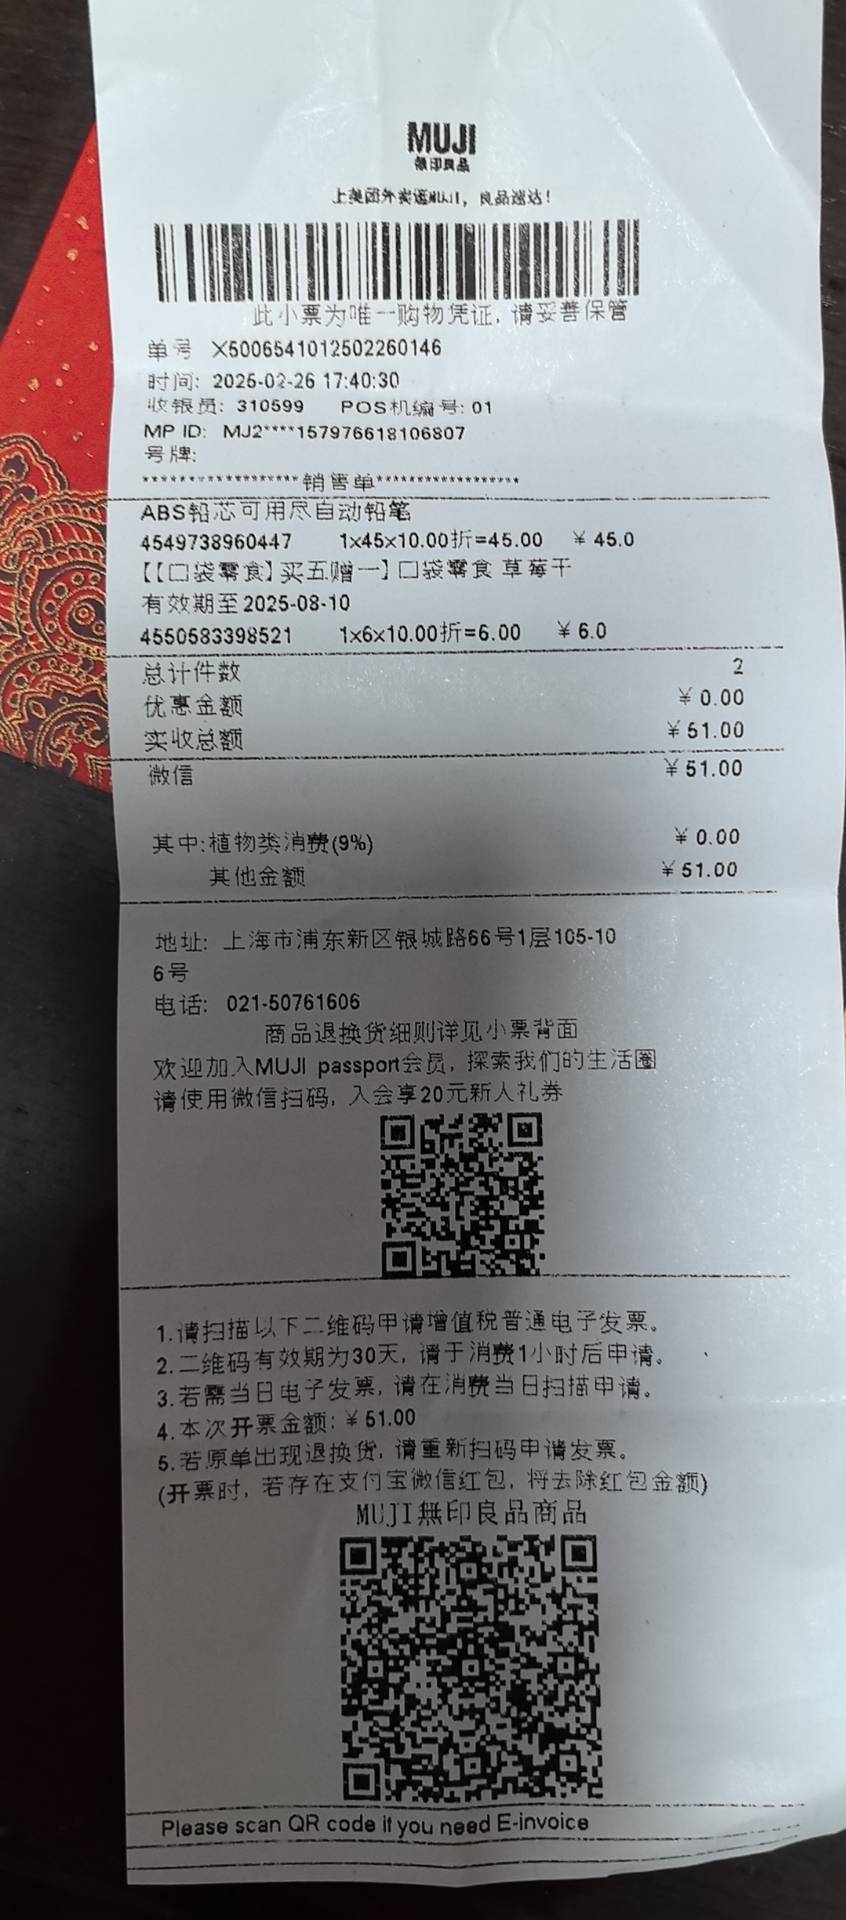 MUJI
無印良品
上美团外卖逛MUJI，良品速达！
此小票为唯一购物凭证，请妥善保管
单号 X5006541012502260146
时间: 2025-02-26 17:40:30
收银员: 310599 POS机编号: 01
MP ID: MJ2****157976618106807
号牌:
******************销售单******************
ABS铅芯可用尽自动铅笔
4549738960447 1x45x10.00折=45.00 ￥45.0
【【口袋零食】买五赠一】口袋零食 草莓干
有效期至2025-08-10
4550583398521 1x6x10.00折=6.00 ￥6.0
总计件数 2
优惠金额 ￥0.00
实收总额 ￥51.00
微信 ￥51.00
其中:植物类消费(9%) ￥0.00
其他金额 ￥51.00
地址: 上海市浦东新区银城路66号1层105-10
6号
电话: 021-50761606
商品退换货细则详见小票背面
欢迎加入MUJI passport会员，探索我们的生活圈
请使用微信扫码，入会享20元新人礼券
1.请扫描以下二维码申请增值税普通电子发票。
2.二维码有效期为30天，请于消费1小时后申请。
3.若需当日电子发票，请在消费当日扫描申请。
4.本次开票金额:￥51.00
5.若原单出现退换货，请重新扫码申请发票。
(开票时，若存在支付宝微信红包，将去除红包金额)
MUJI無印良品商品
Please scan QR code if you need E-invoice